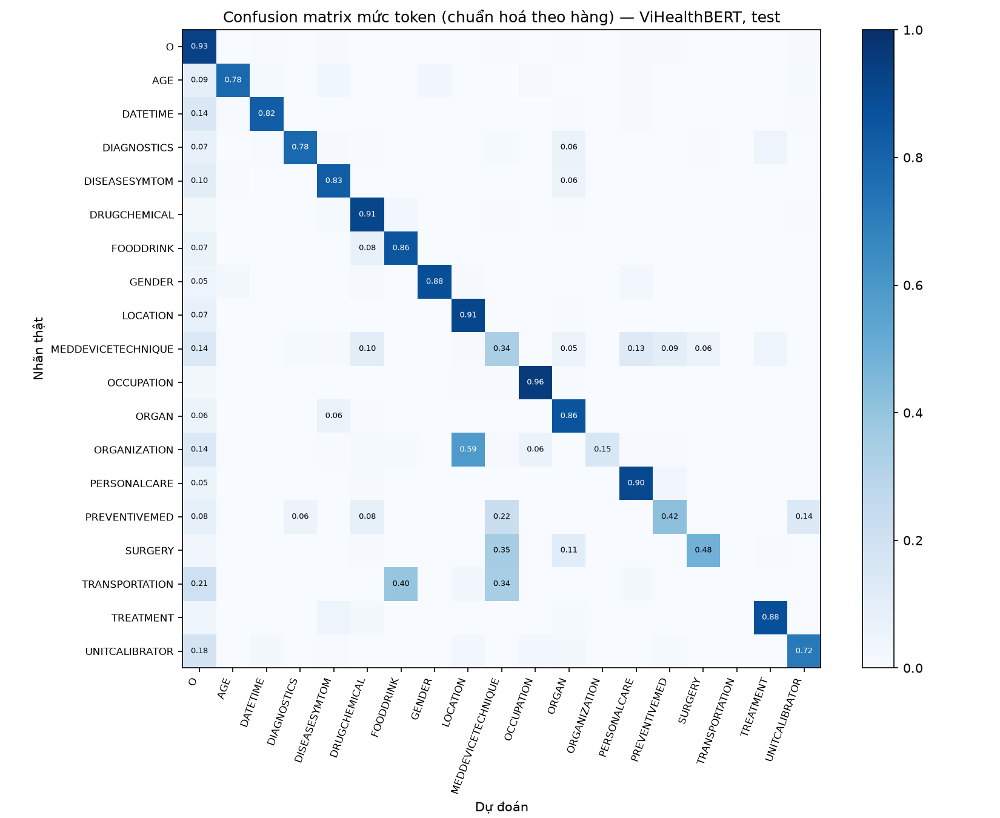 Confusion matrix mức token (chuẩn hoá theo hàng) — ViHealthBERT, test
Nhãn thật
O 0.93
AGE 0.09 0.78
DATETIME 0.14 0.82
DIAGNOSTICS 0.07 0.78 0.06
DISEASESYMTOM 0.10 0.83 0.06
DRUGCHEMICAL 0.91
FOODDRINK 0.07 0.08 0.86
GENDER 0.05 0.88
LOCATION 0.07 0.91
MEDDEVICETECHNIQUE 0.14 0.10 0.34 0.05 0.13 0.09 0.06
OCCUPATION 0.96
ORGAN 0.06 0.06 0.86
ORGANIZATION 0.14 0.59 0.06 0.15
PERSONALCARE 0.05 0.90
PREVENTIVEMED 0.08 0.06 0.08 0.22 0.42 0.14
SURGERY 0.35 0.11 0.48
TRANSPORTATION 0.21 0.40 0.34
TREATMENT 0.88
UNITCALIBRATOR 0.18 0.72
O
AGE
DATETIME
DIAGNOSTICS
DISEASESYMTOM
DRUGCHEMICAL
FOODDRINK
GENDER
LOCATION
MEDDEVICETECHNIQUE
OCCUPATION
ORGAN
ORGANIZATION
PERSONALCARE
PREVENTIVEMED
SURGERY
TRANSPORTATION
TREATMENT
UNITCALIBRATOR
Dự đoán
1.0
0.8
0.6
0.4
0.2
0.0